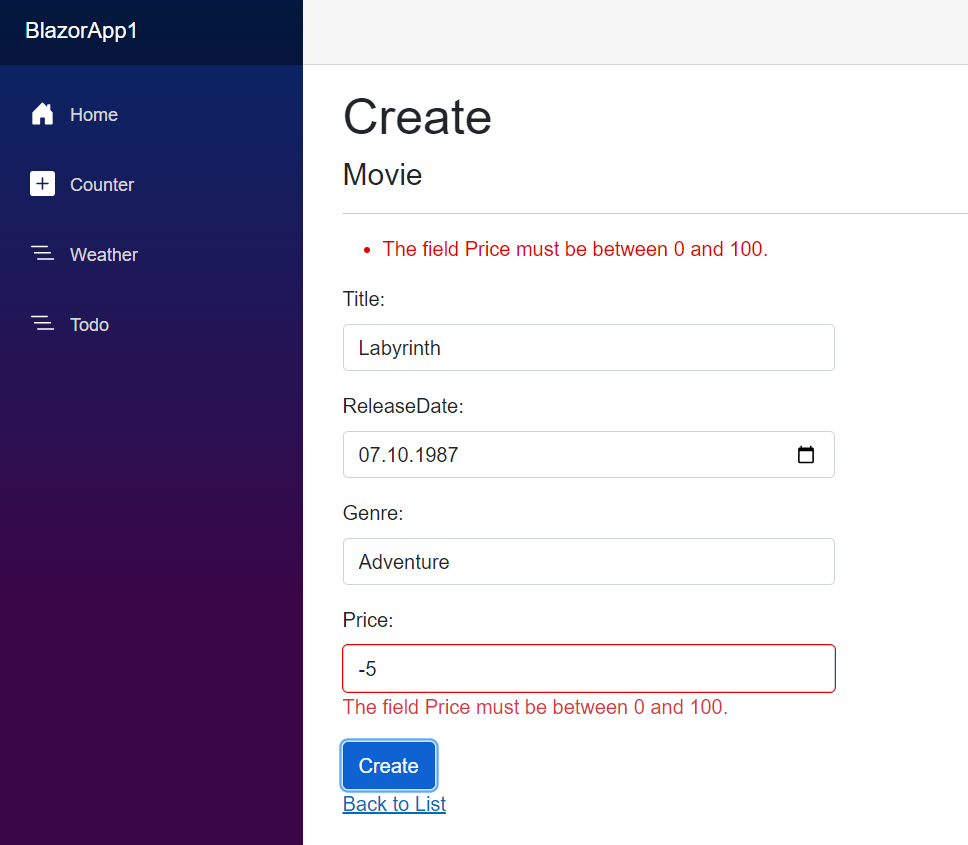 BlazorApp1
Home
Counter
Weather
Todo
Create
Movie
The field Price must be between 0 and 100.
Title:
Labyrinth
ReleaseDate:
07.10.1987
Genre:
Adventure
Price:
-5
The field Price must be between 0 and 100.
Create
Back to List